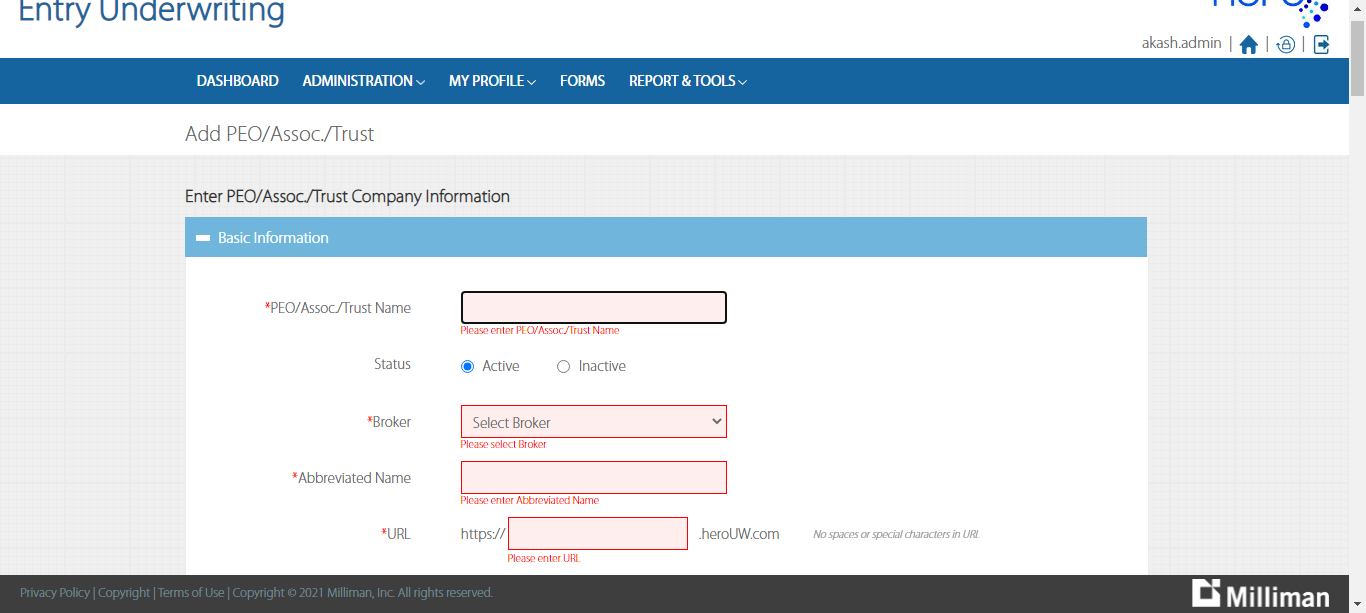 Entry Underwriting
akash.admin | | |
DASHBOARD ADMINISTRATION MY PROFILE FORMS REPORT & TOOLS
Add PEO/Assoc./Trust
Enter PEO/Assoc./Trust Company Information
Basic Information
*PEO/Assoc./Trust Name
Please enter PEO/Assoc./Trust Name
Status Active Inactive
*Broker Select Broker
Please select Broker
*Abbreviated Name
Please enter Abbreviated Name
*URL https:// .heroUW.com No spaces or special characters in URL
Please enter URL
Privacy Policy | Copyright | Terms of Use | Copyright © 2021 Milliman, Inc. All rights reserved.
Milliman